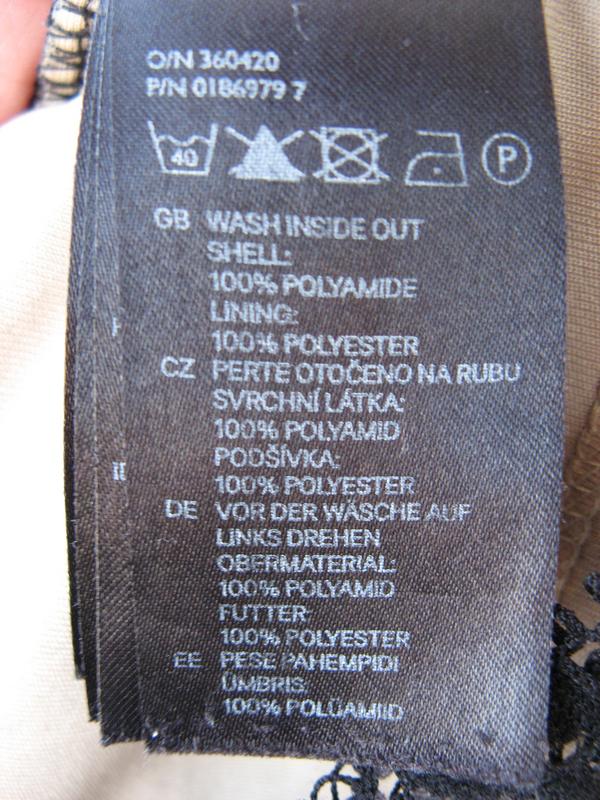 O/N 360420
P/N 0186979 7
40 P
GB WASH INSIDE OUT
SHELL:
100% POLYAMIDE
LINING:
100% POLYESTER
CZ PERTE OTOČENO NA RUBU
SVRCHNÍ LÁTKA:
100% POLYAMID
PODŠÍVKA:
100% POLYESTER
DE VOR DER WÄSCHE AUF
LINKS DREHEN
OBERMATERIAL:
100% POLYAMID
FUTTER:
100% POLYESTER
EE PESE PAHEMPIDI
ÜMBRIS:
100% POLÜAMIID